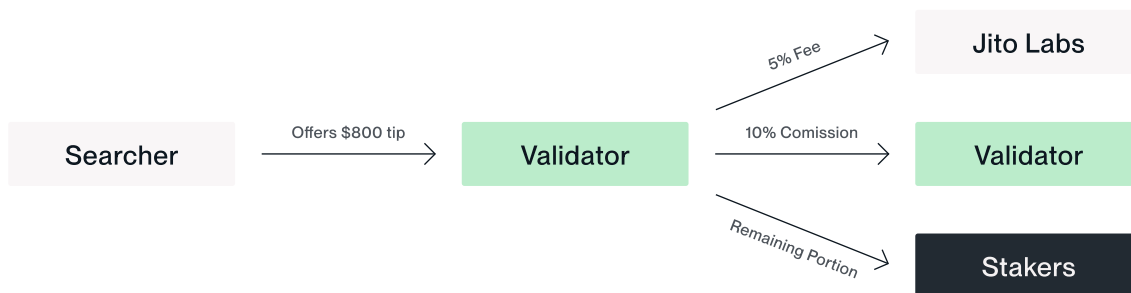 Jito Labs
5% Fee
Searcher
Offers $800 tip
Validator
10% Comission
Validator
Remaining Portion
Stakers